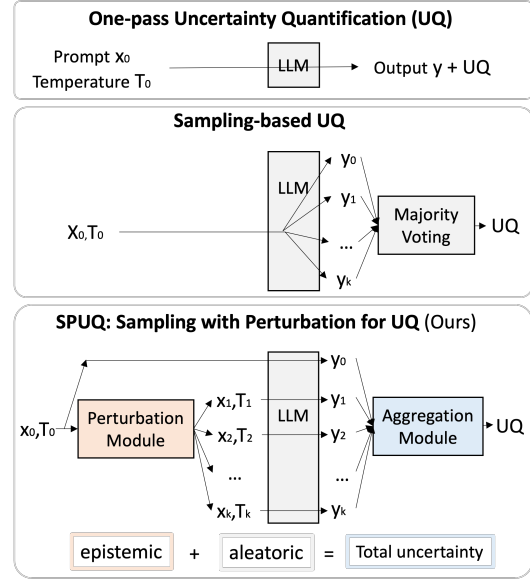 One-pass Uncertainty Quantification (UQ)
Prompt x₀
Temperature T₀
LLM
Output y + UQ
Sampling-based UQ
X₀,T₀
LLM
y₀
y₁
...
yₖ
Majority
Voting
UQ
SPUQ: Sampling with Perturbation for UQ (Ours)
x₀,T₀
Perturbation
Module
x₁,T₁
x₂,T₂
...
xₖ,Tₖ
LLM
y₀
y₁
y₂
...
yₖ
Aggregation
Module
UQ
epistemic + aleatoric = Total uncertainty